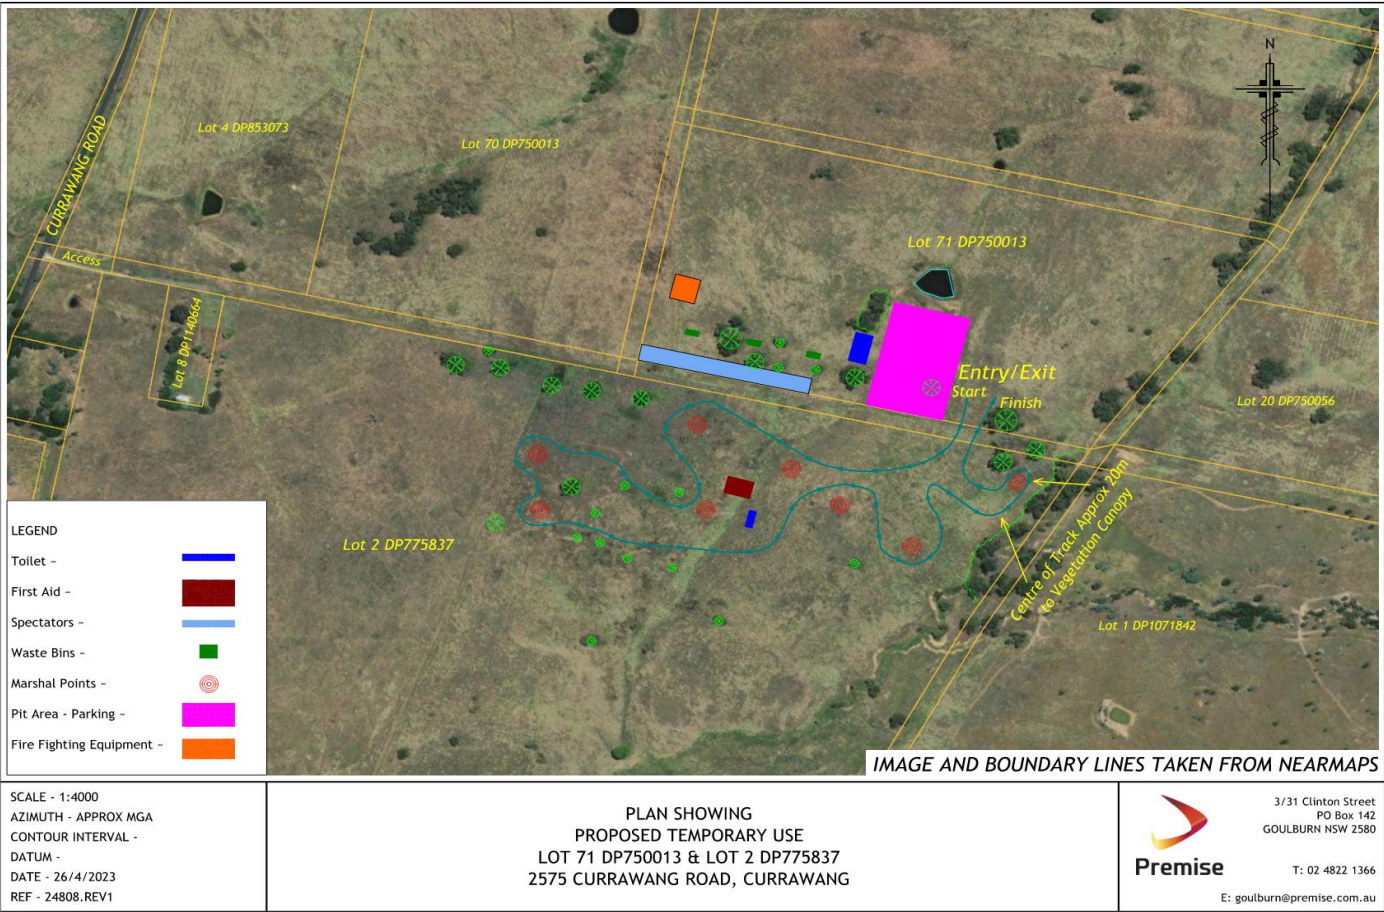 N
Lot 4 DP853073
Lot 70 DP750013
CURRAWANG ROAD
Access
Lot 8 DP1140664
Lot 71 DP750013
Entry/Exit
Start
Finish
Lot 20 DP750056
Lot 2 DP775837
Centre of Track Approx 20m
to Vegetation Canopy
Lot 1 DP1071842
LEGEND
Toilet ~
First Aid ~
Spectators ~
Waste Bins ~
Marshal Points ~
Pit Area - Parking ~
Fire Fighting Equipment ~
IMAGE AND BOUNDARY LINES TAKEN FROM NEARMAPS
SCALE - 1:4000
AZIMUTH - APPROX MGA
CONTOUR INTERVAL -
DATUM -
DATE - 26/4/2023
REF - 24808.REV1
PLAN SHOWING
PROPOSED TEMPORARY USE
LOT 71 DP750013 & LOT 2 DP775837
2575 CURRAWANG ROAD, CURRAWANG
Premise
3/31 Clinton Street
PO Box 142
GOULBURN NSW 2580
T: 02 4822 1366
E: goulburn@premise.com.au